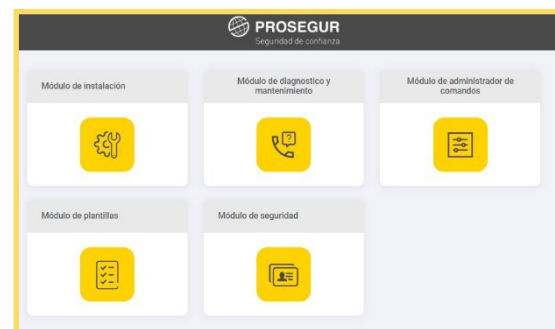 PROSEGUR
Seguridad de confianza
Módulo de instalación
Módulo de diagnostico y
mantenimiento
Módulo de administrador de
comandos
?
Módulo de plantillas
Módulo de seguridad